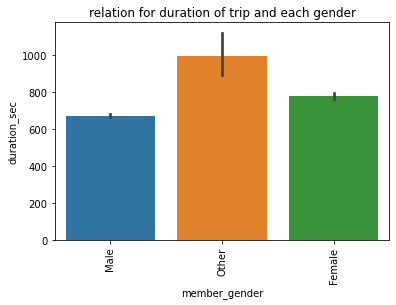 relation for duration of trip and each gender
duration_sec
1000
800
600
400
200
0
Male
Other
Female
member_gender